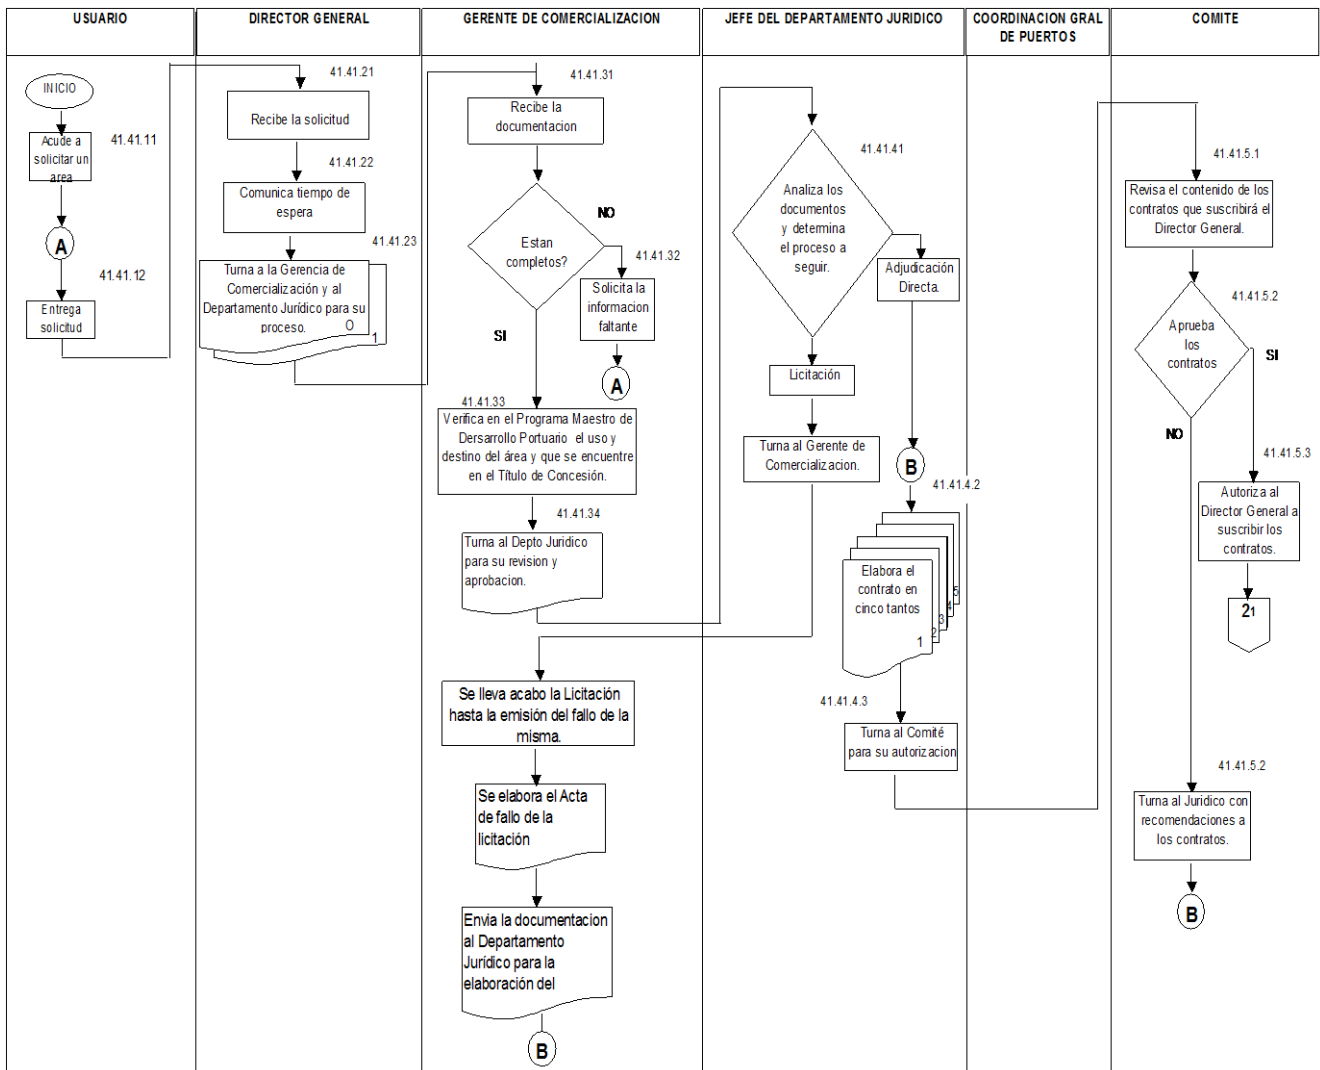 USUARIO
DIRECTOR GENERAL
GERENTE DE COMERCIALIZACION
JEFE DEL DEPARTAMENTO JURIDICO
COORDINACION GRAL
DE PUERTOS
COMITE
INICIO
41.41.11
Acude a
solicitar un
area
A
41.41.12
Entrega
solicitud
41.41.21
Recibe la solicitud
41.41.22
Comunica tiempo de
espera
41.41.23
Turna a la Gerencia de
Comercialización y al
Departamento Jurídico para su
proceso.
O
1
41.41.31
Recibe la
documentacion
Estan
completos?
NO
41.41.32
Solicita la
informacion
faltante
A
SI
41.41.33
Verifica en el Programa Maestro de
Dersarrollo Portuario el uso y
destino del área y que se encuentre
en el Título de Concesión.
41.41.34
Turna al Depto Juridico
para su revision y
aprobacion.
Se lleva acabo la Licitación
hasta la emisión del fallo de la
misma.
Se elabora el Acta
de fallo de la
licitación
Envia la documentacion
al Departamento
Jurídico para la
elaboración del
B
41.41.41
Analiza los
documentos
y determina
el proceso a
seguir.
Adjudicación
Directa.
Licitación
Turna al Gerente de
Comercializacion.
B
41.41.4.2
Elabora el
contrato en
cinco tantos
1
2
3
4
5
41.41.4.3
Turna al Comité
para su autorizacion
41.41.5.1
Revisa el contenido de los
contratos que suscribirá el
Director General.
41.41.5.2
Aprueba
los
contratos
SI
NO
41.41.5.3
Autoriza al
Director General a
suscribir los
contratos.
21
41.41.5.2
Turna al Juridico con
recomendaciones a
los contratos.
B